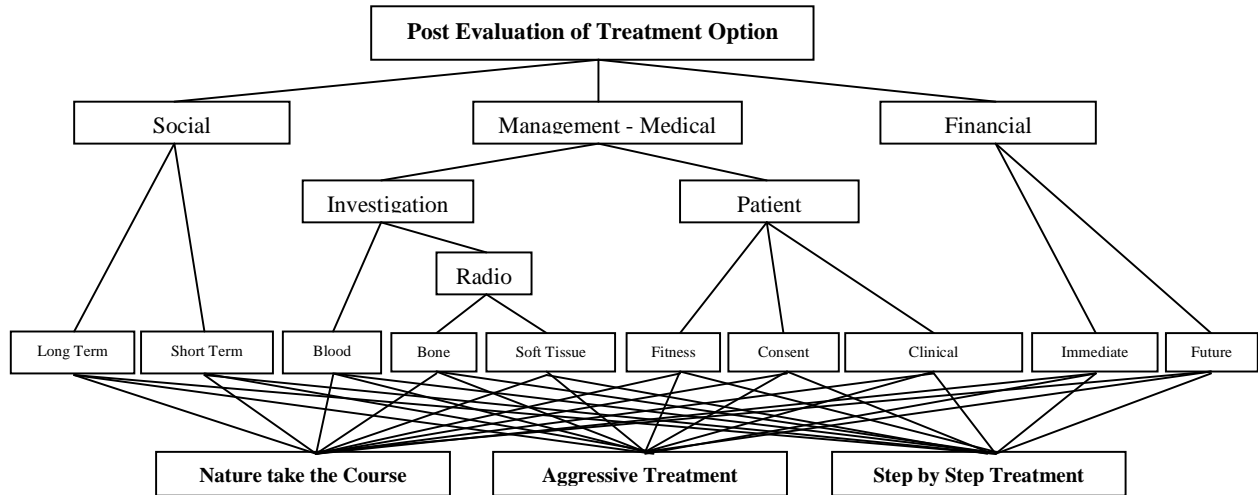 Post Evaluation of Treatment Option
Social
Management - Medical
Financial
Investigation
Patient
Radio
Long Term
Short Term
Blood
Bone
Soft Tissue
Fitness
Consent
Clinical
Immediate
Future
Nature take the Course
Aggressive Treatment
Step by Step Treatment